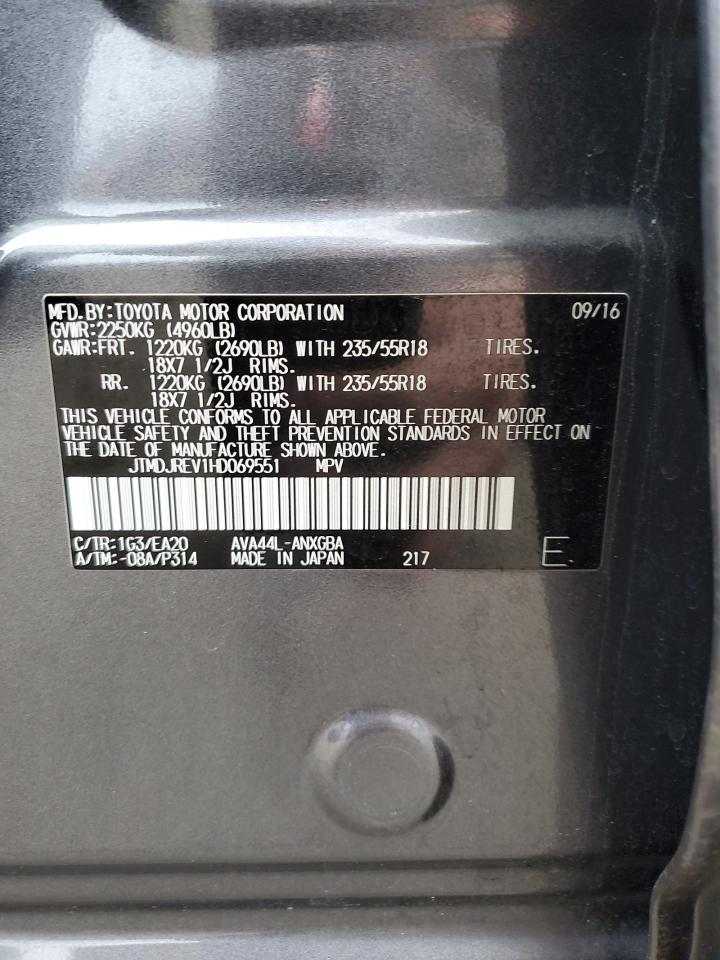 MFD.BY:TOYOTA MOTOR CORPORATION 09/16
GVWR:2250KG (4960LB)
GAWR:FRT. 1220KG (2690LB) WITH 235/55R18 TIRES.
18X7 1/2J RIMS.
RR. 1220KG (2690LB) WITH 235/55R18 TIRES.
18X7 1/2J RIMS.
THIS VEHICLE CONFORMS TO ALL APPLICABLE FEDERAL MOTOR
VEHICLE SAFETY AND THEFT PREVENTION STANDARDS IN EFFECT ON
THE DATE OF MANUFACTURE SHOWN ABOVE.
JTMDJREV1HD069551 MPV
C/TR:1G3/EA20 AVA44L-ANXGBA
A/TM:-08A/P314 MADE IN JAPAN 217 E